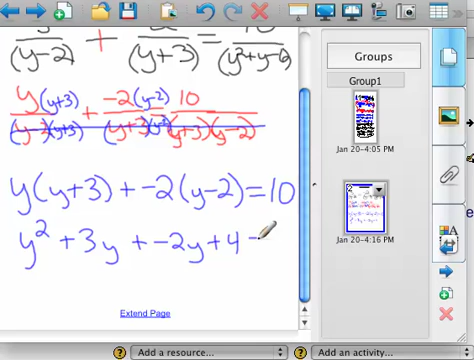 (y-2) + (y+3) = (y²+y-6)
y(y+3) + -2(y-2) 10
(y-2)(y+3) (y+3)(y-2) (y+3)(y-2)
y(y+3) + -2(y-2) = 10
y² + 3y + -2y + 4 =
Extend Page
Groups
Group1
Jan 20-4:05
2
Jan 20-4:16
Add a resource...
Add an activity...